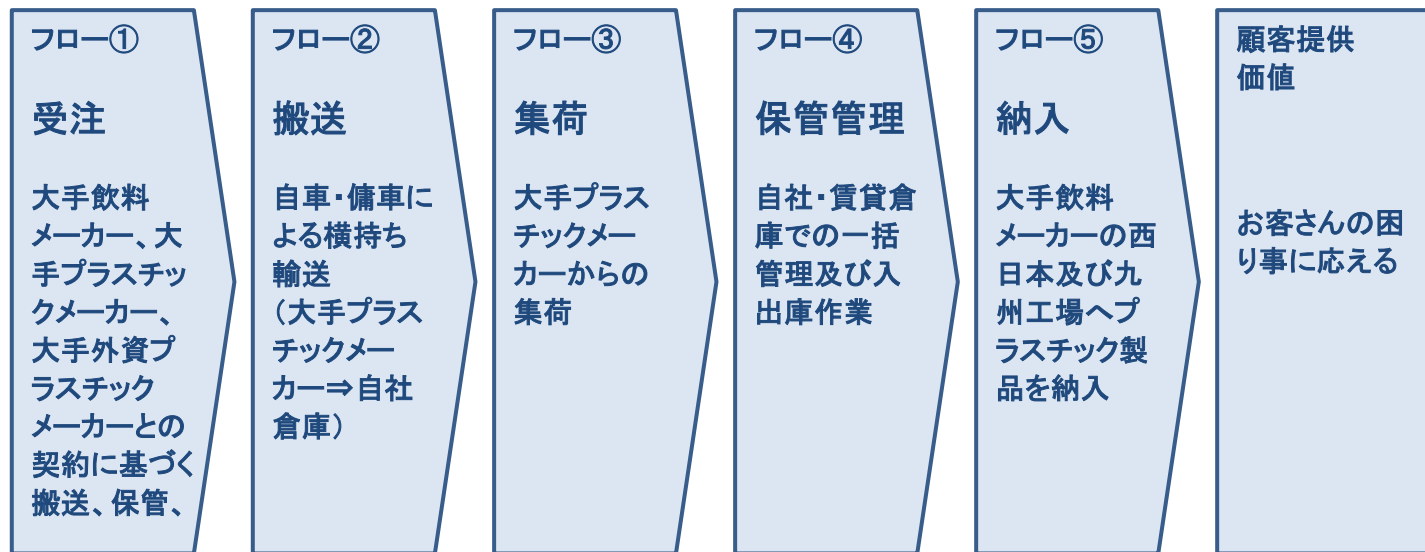 フロー①
受注
大手飲料
メーカー、大
手プラスチッ
クメーカー、
大手外資プ
ラスチック
メーカーとの
契約に基づく
搬送、保管、
フロー②
搬送
自車・傭車に
よる横持ち
輸送
（大手プラス
チックメー
カー⇒自社
倉庫）
フロー③
集荷
大手プラス
チックメー
カーからの
集荷
フロー④
保管管理
自社・賃貸倉
庫での一括
管理及び入
出庫作業
フロー⑤
納入
大手飲料
メーカーの西
日本及び九
州工場へプ
ラスチック製
品を納入
顧客提供
価値
お客さんの困
り事に応える